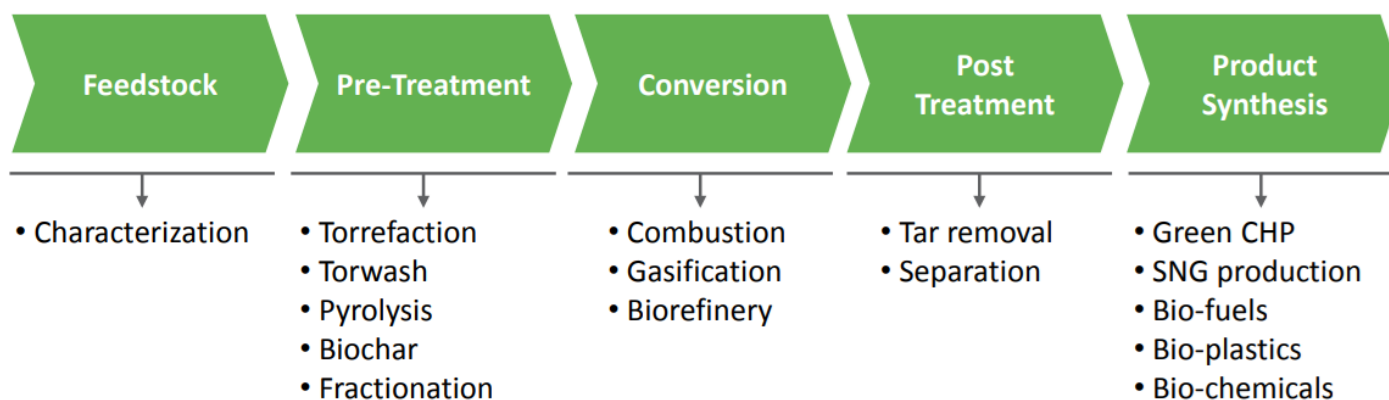 Feedstock
Pre-Treatment
Conversion
Post
Treatment
Product
Synthesis
• Characterization
• Torrefaction
• Torwash
• Pyrolysis
• Biochar
• Fractionation
• Combustion
• Gasification
• Biorefinery
• Tar removal
• Separation
• Green CHP
• SNG production
• Bio-fuels
• Bio-plastics
• Bio-chemicals